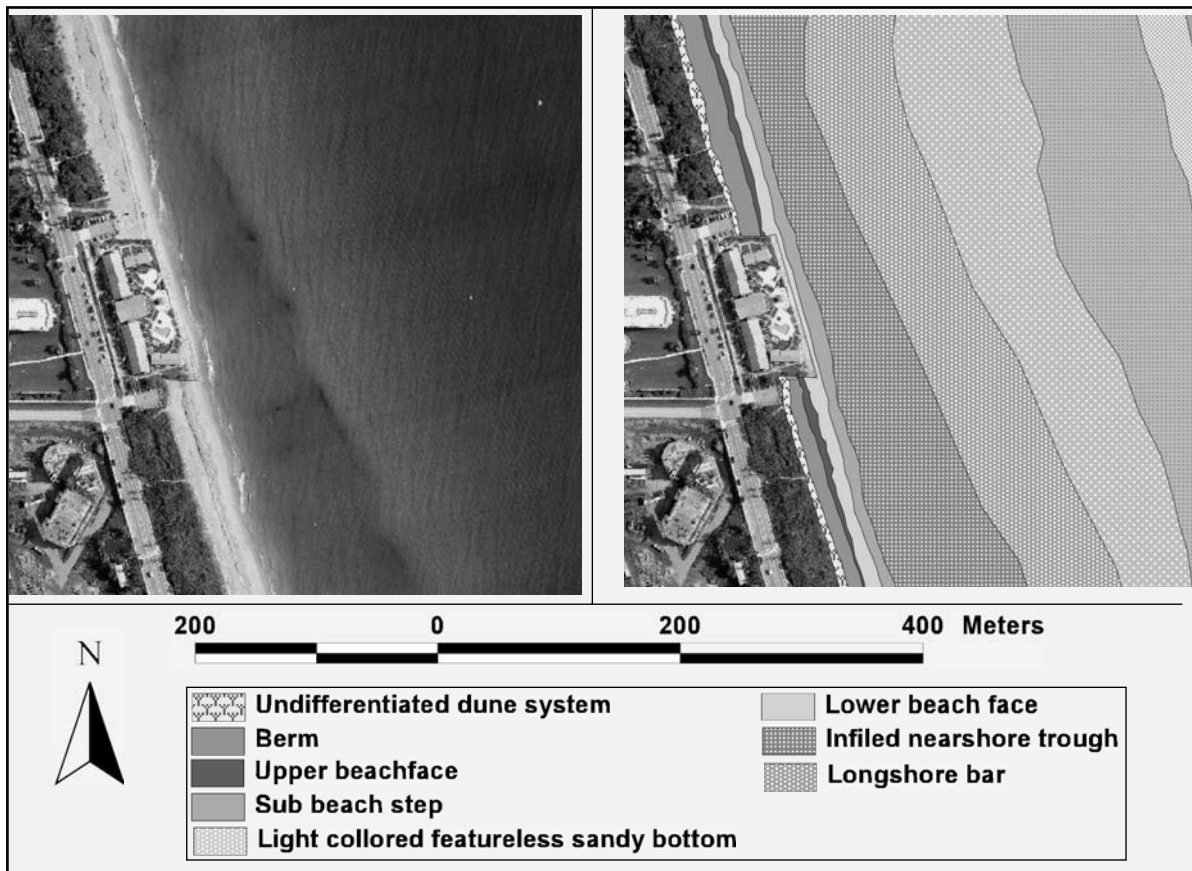 200 0 200 400 Meters
N
Undifferentiated dune system
Berm
Upper beachface
Sub beach step
Light collored featureless sandy bottom
Lower beach face
Infiled nearshore trough
Longshore bar